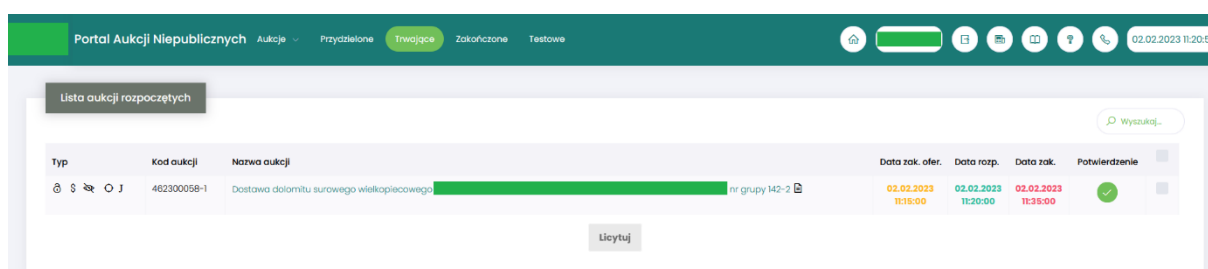 Portal Aukcji Niepublicznych Aukcje Przydzielone Trwające Zakończone Testowe 02.02.2023 11:20:5
Lista aukcji rozpoczętych
Wyszukaj...
Typ Kod aukcji Nazwa aukcji Data zak. ofer. Data rozp. Data zak. Potwierdzenie
$ J 462300058-1 Dostawa dolomitu surowego wielkopiecowego nr grupy 142-2 02.02.2023 02.02.2023 02.02.2023
11:15:00 11:20:00 11:35:00
Licytuj